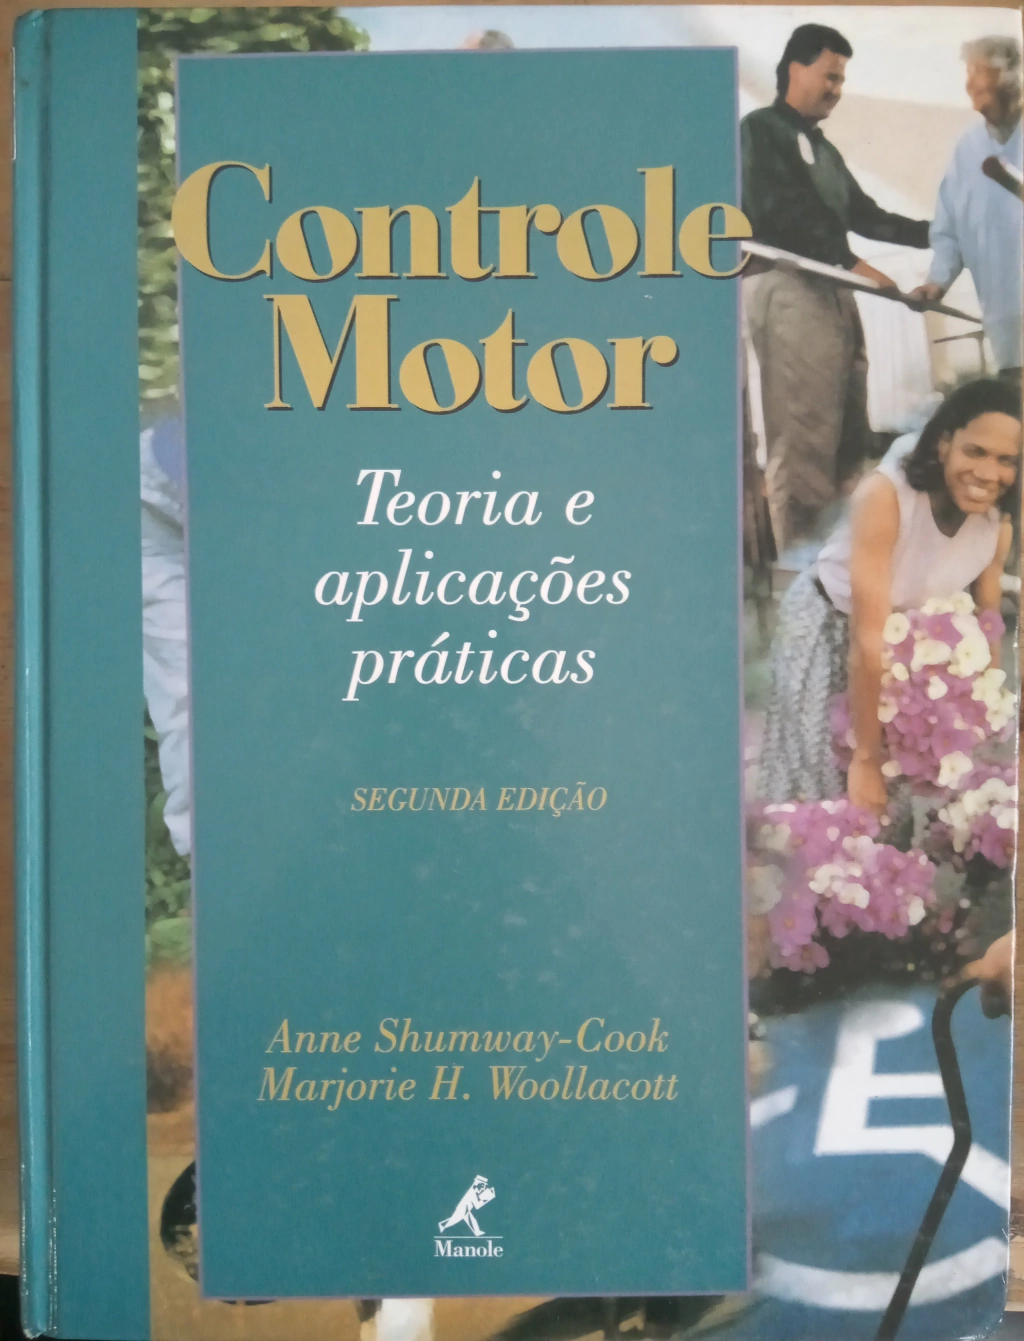 Controle
Motor
Teoria e
aplicações
práticas
SEGUNDA EDIÇÃO
Anne Shumway-Cook
Marjorie H. Woollacott
Manole